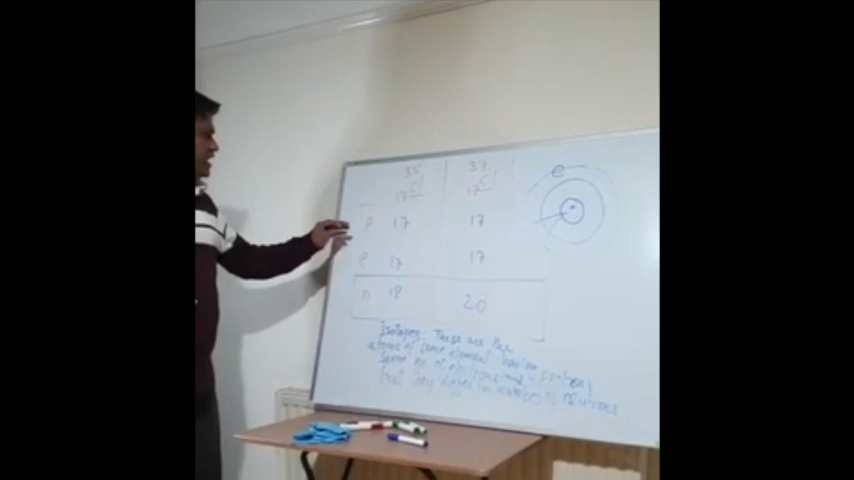 35 37
17 Cl 17 Cl
p 17 17
e 17 17
n 18 20
e
Isotopes: These are the
atoms of same element having
same no of electrons and protons
but they differ in number of neutrons